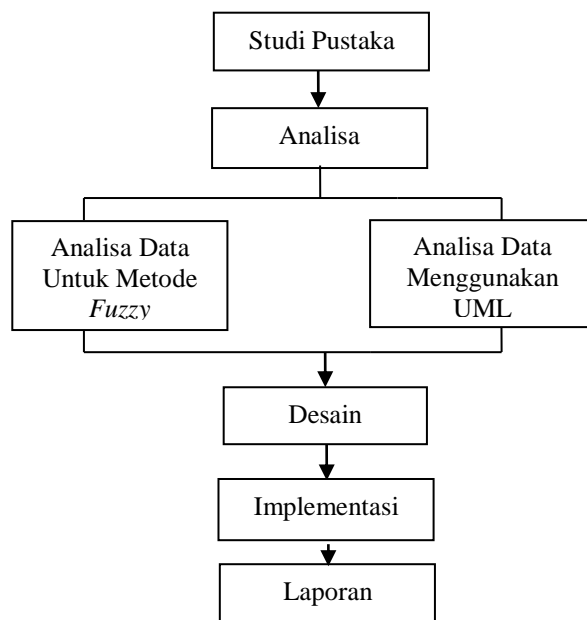 Studi Pustaka
Analisa
Analisa Data
Untuk Metode
Fuzzy
Analisa Data
Menggunakan
UML
Desain
Implementasi
Laporan